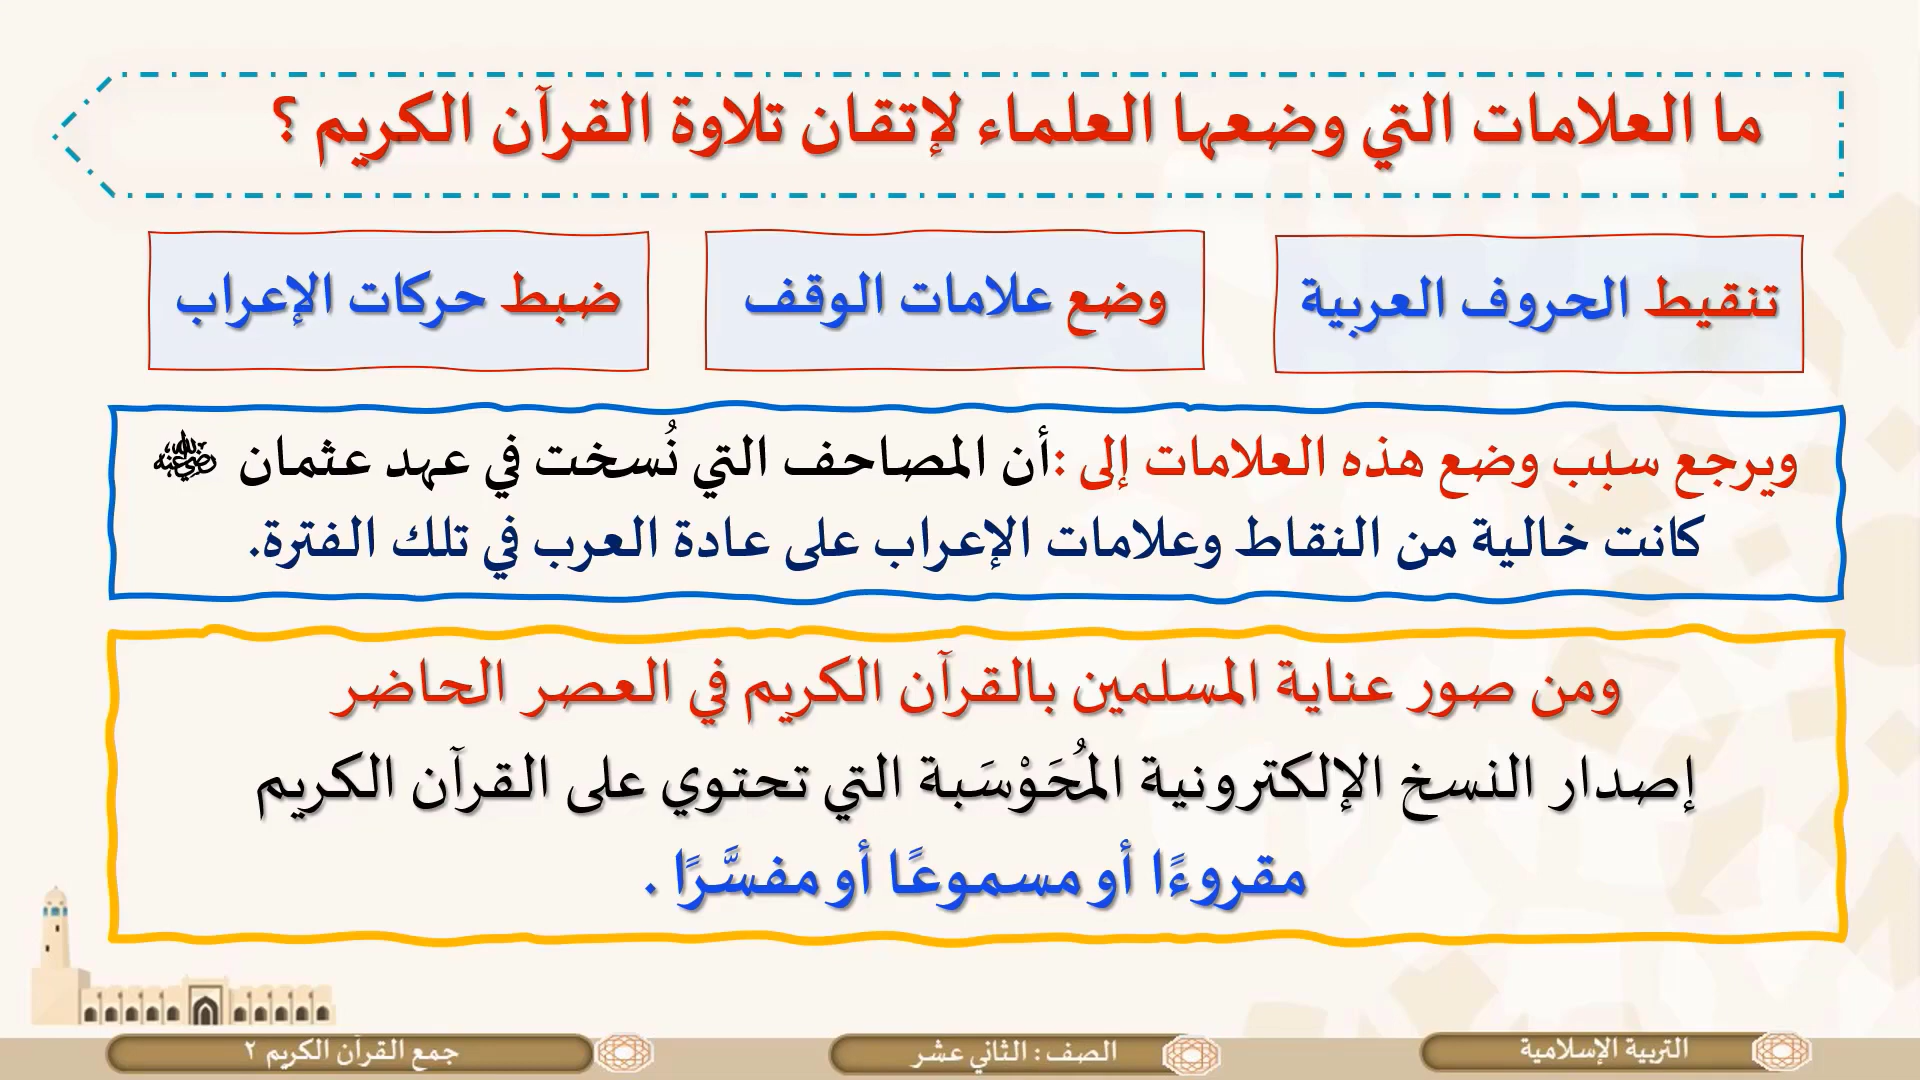 ما العلامات التي وضعها العلماء لإتقان تلاوة القرآن الكريم ؟
تنقيط الحروف العربية
وضع علامات الوقف
ضبط حركات الإعراب
ويرجع سبب وضع هذه العلامات إلى :أن المصاحف التي نُسخت في عهد عثمان رضي الله عنه
كانت خالية من النقاط وعلامات الإعراب على عادة العرب في تلك الفترة.
ومن صور عناية المسلمين بالقرآن الكريم في العصر الحاضر
إصدار النسخ الإلكترونية المُحَوْسَبة التي تحتوي على القرآن الكريم
مقروءًا أو مسموعًا أو مفسَّرًا .
التربية الإسلامية
الصف : الثاني عشر
جمع القرآن الكريم ٢